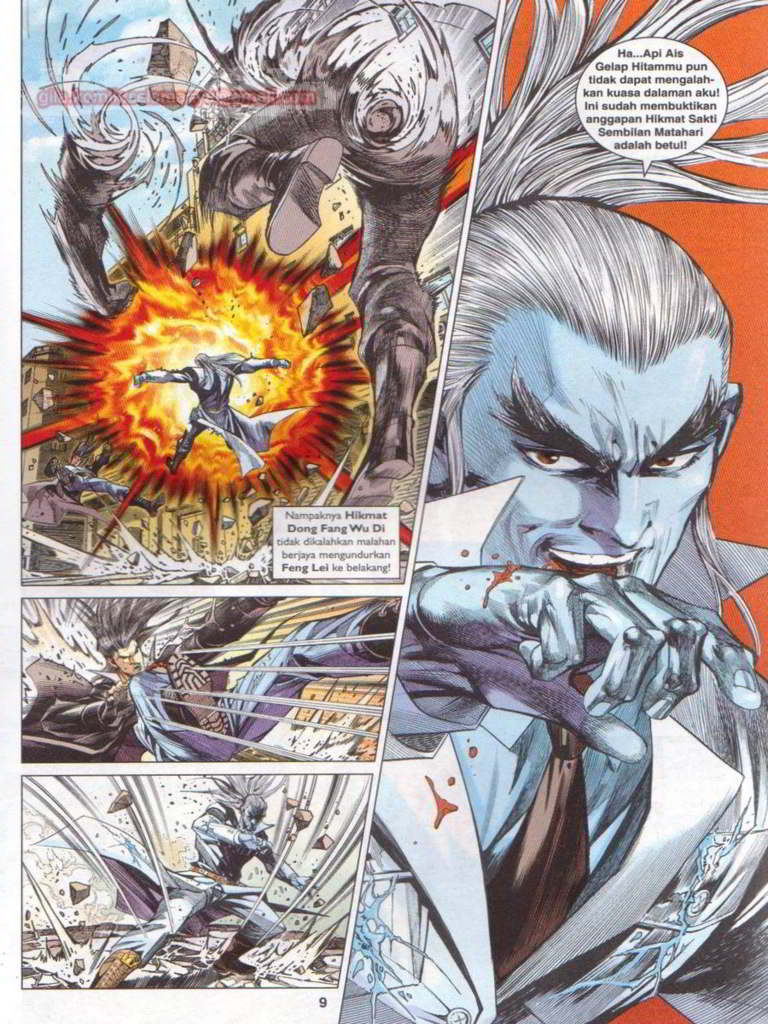 Ha...Api Ais
Gelap Hitammu pun
tidak dapat mengalah-
kan kuasa dalaman aku!
Ini sudah membuktikan
anggapan Hikmat Sakti
Sembilan Matahari
adalah betul!
Nampaknya Hikmat
Dong Fang Wu Di
tidak dikalahkan malahan
berjaya mengundurkan
Feng Lei ke belakang!
9